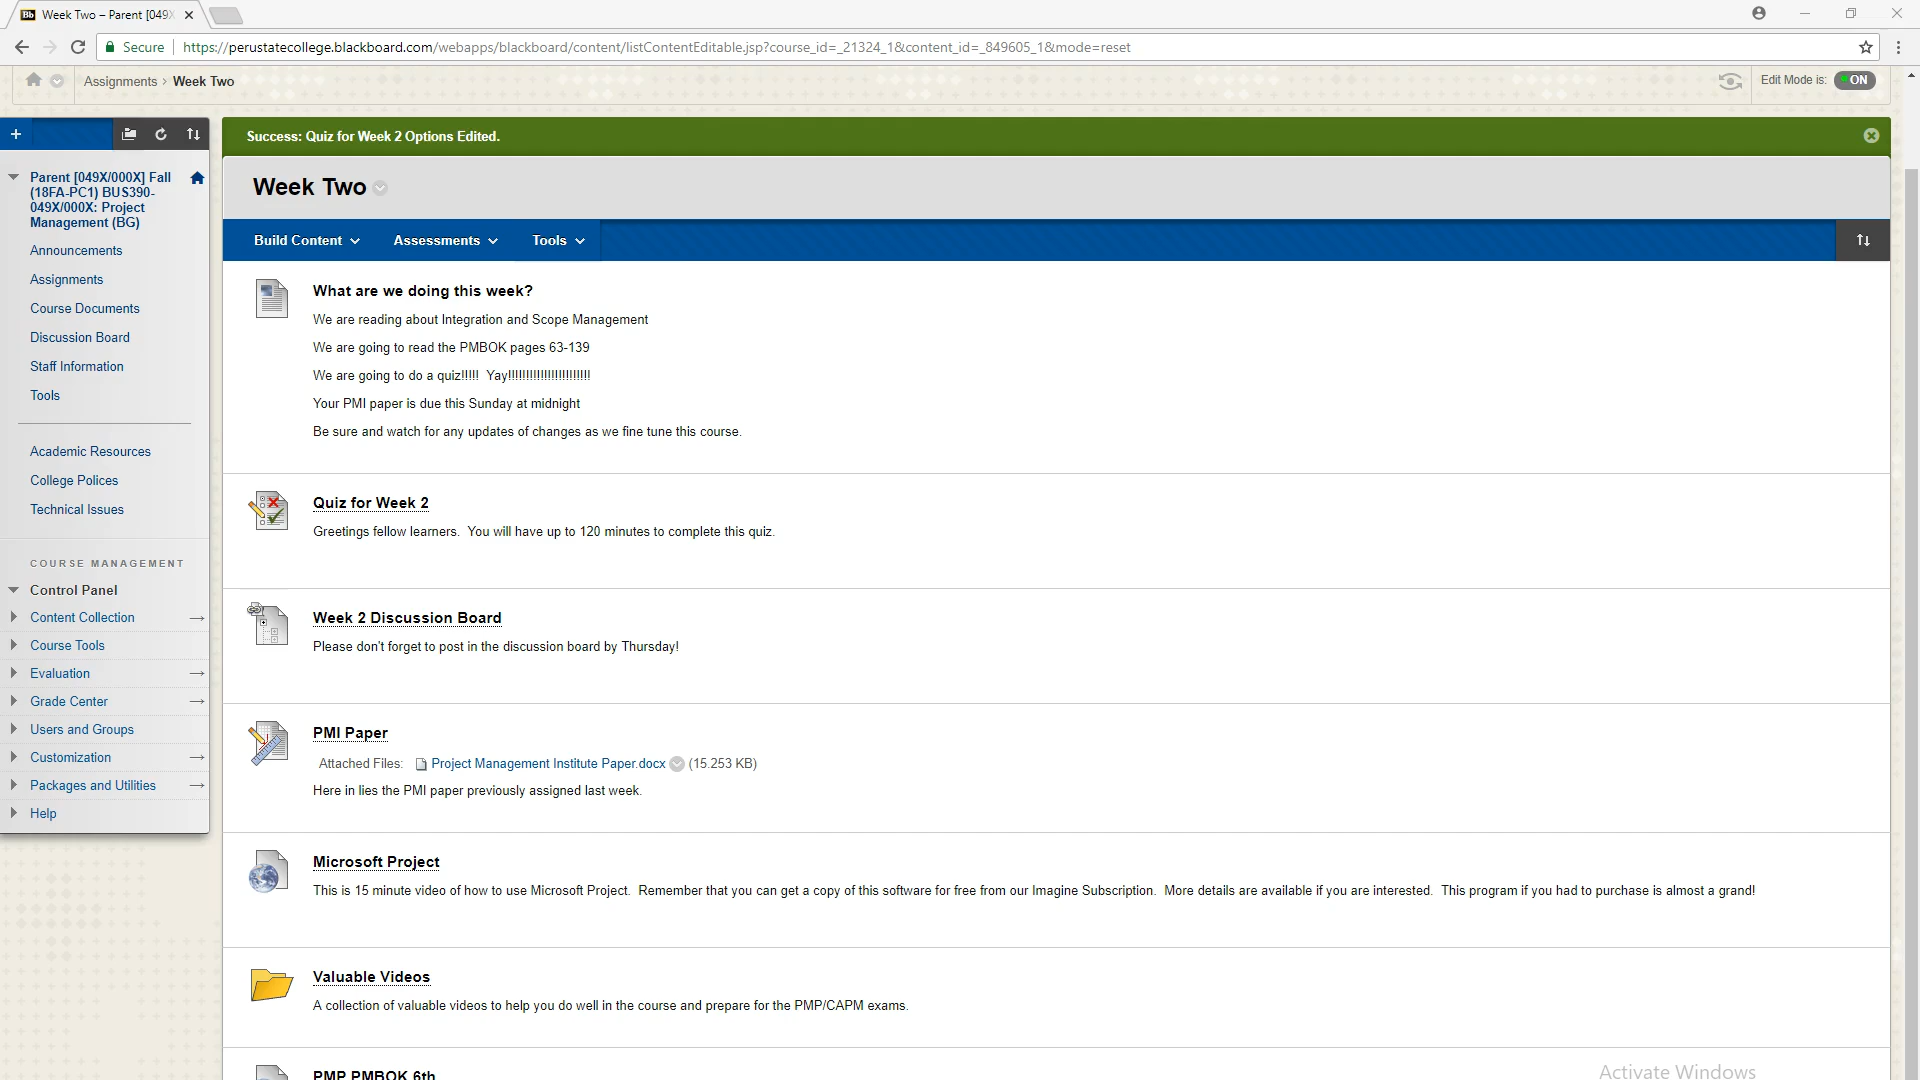 Week Two – Parent [049X
Secure
https://perustatecollege.blackboard.com/webapps/blackboard/content/listContentEditable.jsp?course_id=_21324_1&content_id=_849605_1&mode=reset
Assignments > Week Two
Edit Mode is: ON
Success: Quiz for Week 2 Options Edited.
Parent [049X/000X] Fall
(18FA-PC1) BUS390-
049X/000X: Project
Management (BG)
Announcements
Assignments
Course Documents
Discussion Board
Staff Information
Tools
Academic Resources
College Polices
Technical Issues
COURSE MANAGEMENT
Control Panel
Content Collection
Course Tools
Evaluation
Grade Center
Users and Groups
Customization
Packages and Utilities
Help
Week Two
Build Content Assessments Tools
What are we doing this week?
We are reading about Integration and Scope Management
We are going to read the PMBOK pages 63-139
We are going to do a quiz!!!!! Yay!!!!!!!!!!!!!!!!!!!!!!!
Your PMI paper is due this Sunday at midnight
Be sure and watch for any updates of changes as we fine tune this course.
Quiz for Week 2
Greetings fellow learners. You will have up to 120 minutes to complete this quiz.
Week 2 Discussion Board
Please don't forget to post in the discussion board by Thursday!
PMI Paper
Attached Files: Project Management Institute Paper.docx (15.253 KB)
Here in lies the PMI paper previously assigned last week.
Microsoft Project
This is 15 minute video of how to use Microsoft Project. Remember that you can get a copy of this software for free from our Imagine Subscription. More details are available if you are interested. This program if you had to purchase is almost a grand!
Valuable Videos
A collection of valuable videos to help you do well in the course and prepare for the PMP/CAPM exams.
PMP PMBOK 6th
Activate Windows